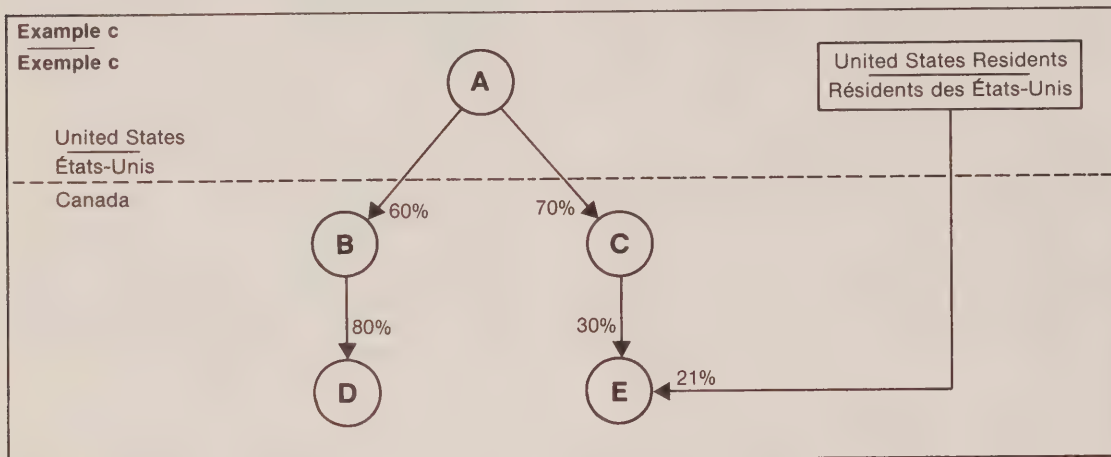 Example c
Exemple c
A
United States Residents
Résidents des États-Unis
United States
États-Unis
Canada
60%
70%
B
C
80%
30%
D
E
21%